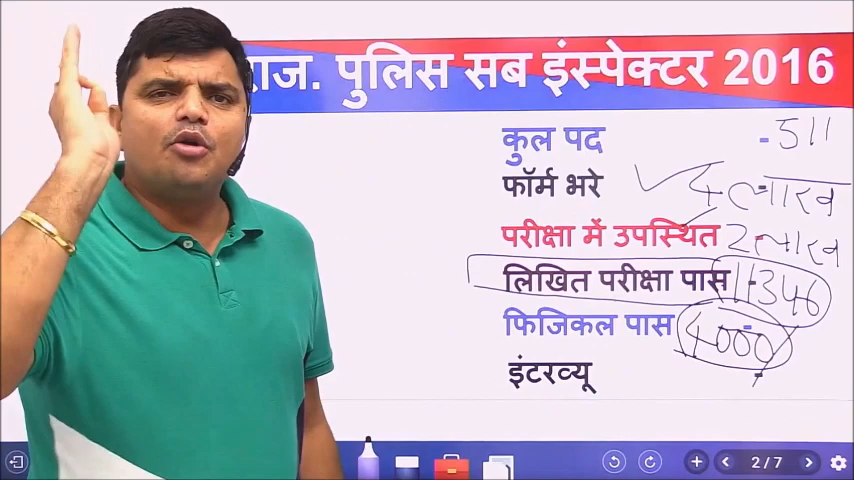 राज. पुलिस सब इंस्पेक्टर 2016
कुल पद - 511
फॉर्म भरे - 4 लाख
परीक्षा में उपस्थित - 2 लाख
लिखित परीक्षा पास - 11346
फिजिकल पास - 4000
इंटरव्यू -
2/7